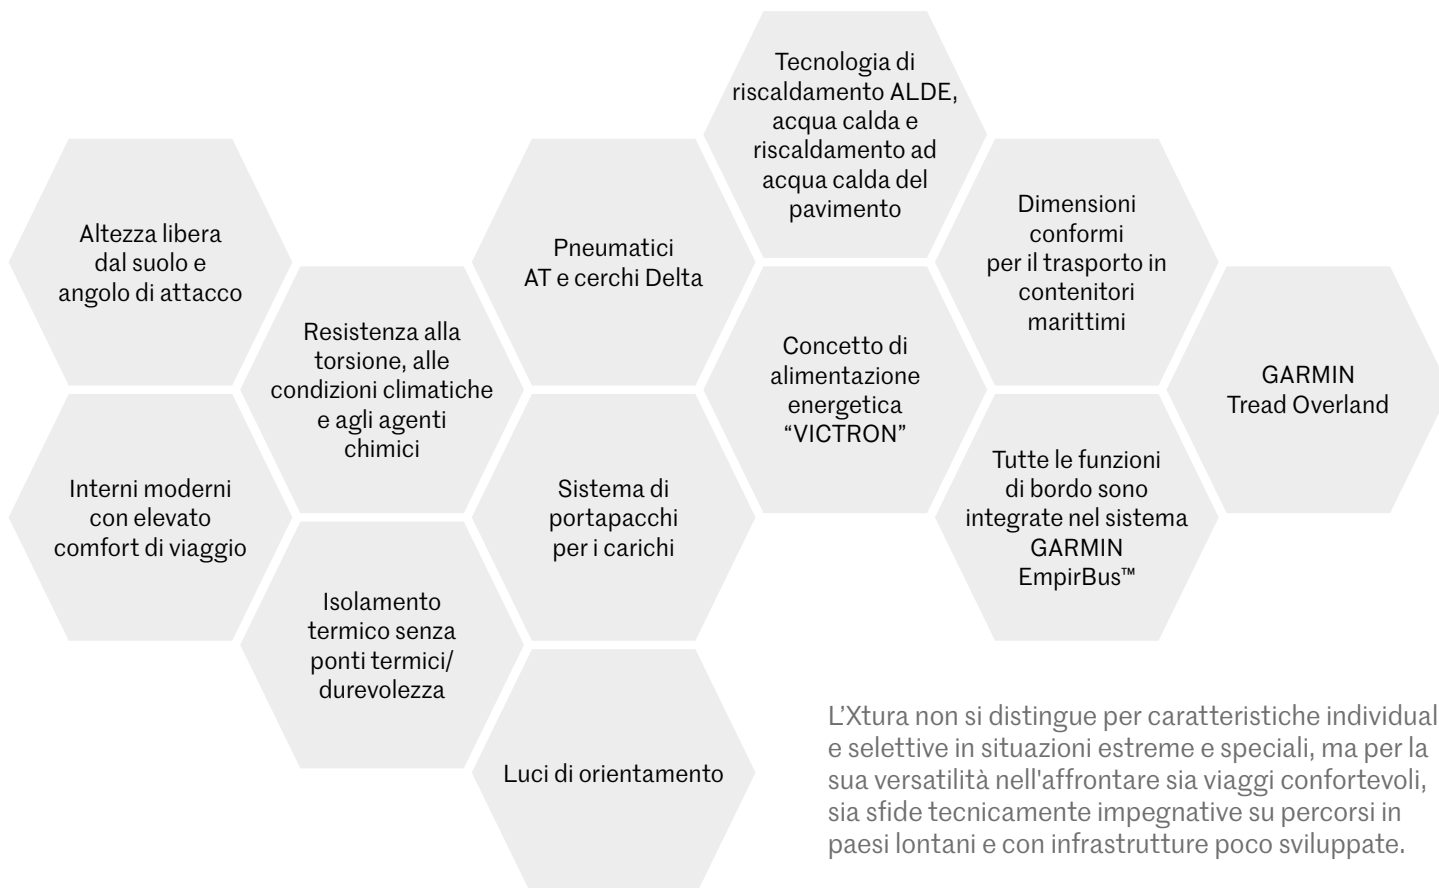 Tecnologia di
riscaldamento ALDE,
acqua calda e
riscaldamento ad
acqua calda del
pavimento
Altezza libera
dal suolo e
angolo di attacco
Pneumatici
AT e cerchi Delta
Dimensioni
conformi
per il trasporto in
contenitori
marittimi
Resistenza alla
torsione, alle
condizioni climatiche
e agli agenti
chimici
Concetto di
alimentazione
energetica
“VICTRON”
GARMIN
Tread Overland
Interni moderni
con elevato
comfort di viaggio
Sistema di
portapacchi
per i carichi
Tutte le funzioni
di bordo sono
integrate nel sistema
GARMIN
EmpirBus™
Isolamento
termico senza
ponti termici/
durevolezza
Luci di orientamento
L’Xtura non si distingue per caratteristiche individual
e selettive in situazioni estreme e speciali, ma per la
sua versatilità nell'affrontare sia viaggi confortevoli,
sia sfide tecnicamente impegnative su percorsi in
paesi lontani e con infrastrutture poco sviluppate.